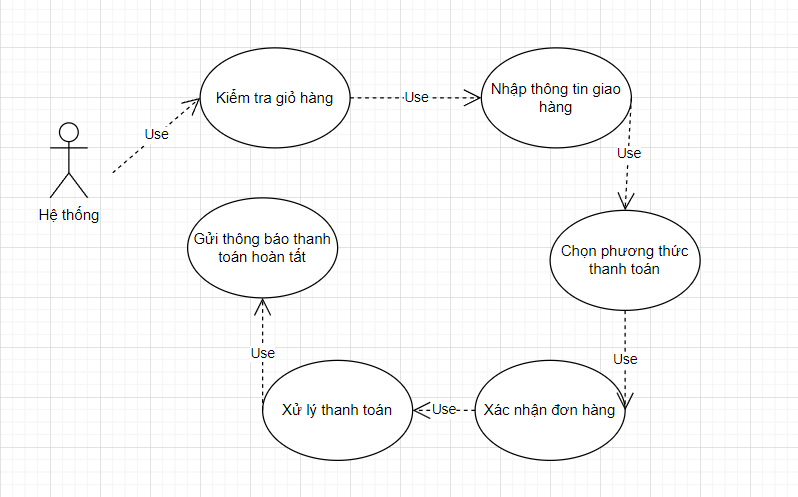 Kiểm tra giỏ hàng
Use
Nhập thông tin giao
hàng
Use
Use
Hệ thống
Gửi thông báo thanh
toán hoàn tất
Chọn phương thức
thanh toán
Use
Use
Xử lý thanh toán
Use
Xác nhận đơn hàng